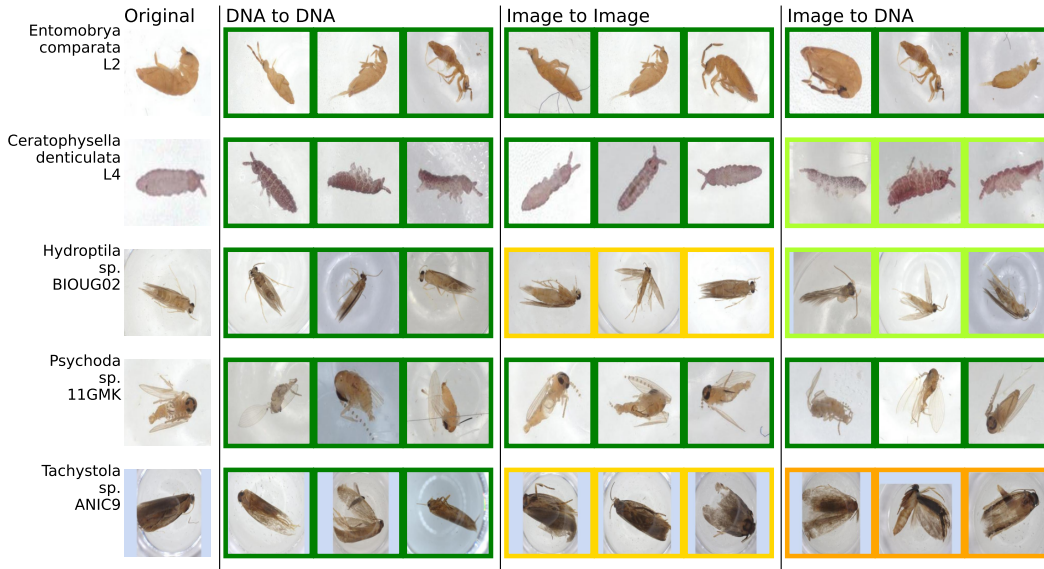 Original
DNA to DNA
Image to Image
Image to DNA
Entomobrya
comparata
L2
Ceratophysella
denticulata
L4
Hydroptila
sp.
BIOUG02
Psychoda
sp.
11GMK
Tachystola
sp.
ANIC9